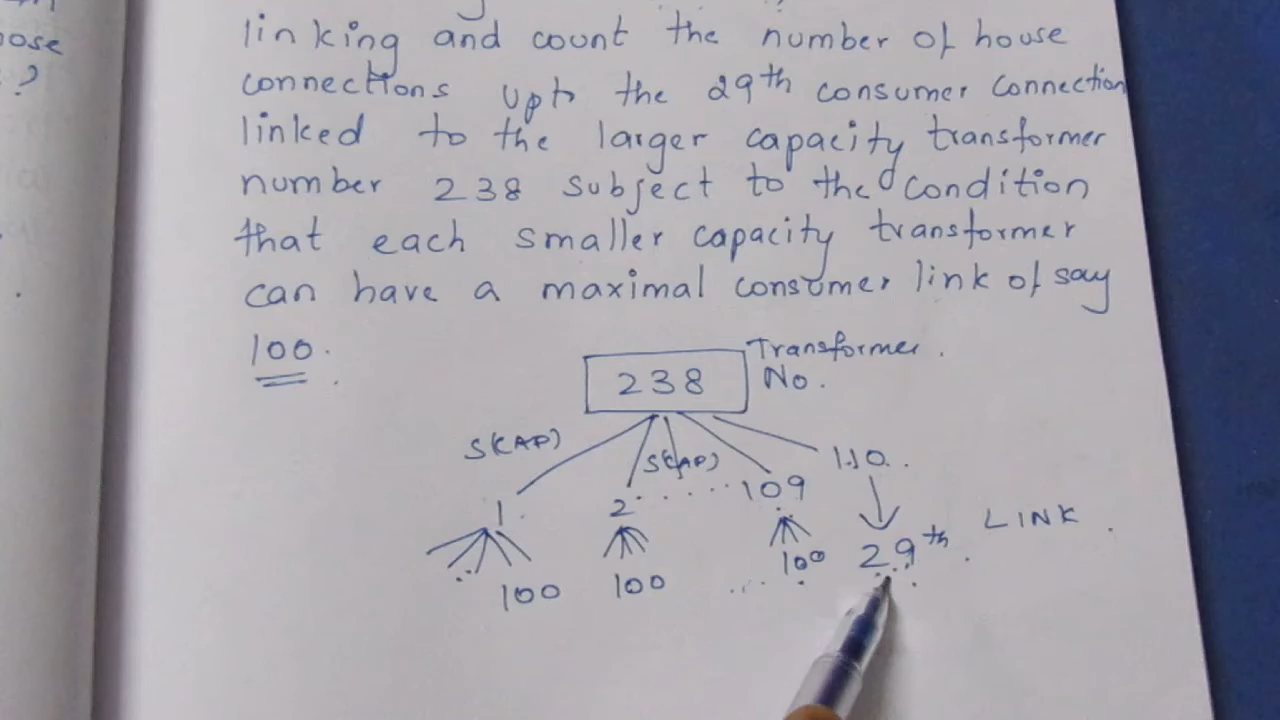 ose
?
linking and count the number of house
connections upto the 29th consumer connection
linked to the larger capacity transformer
number 238 subject to the condition
that each smaller capacity transformer
can have a maximal consumer link of say
100.
238 Transformer No.
S(AP) S(AP) 110.
1. 2 ...... 109
29th LINK.
100 100 .... 100